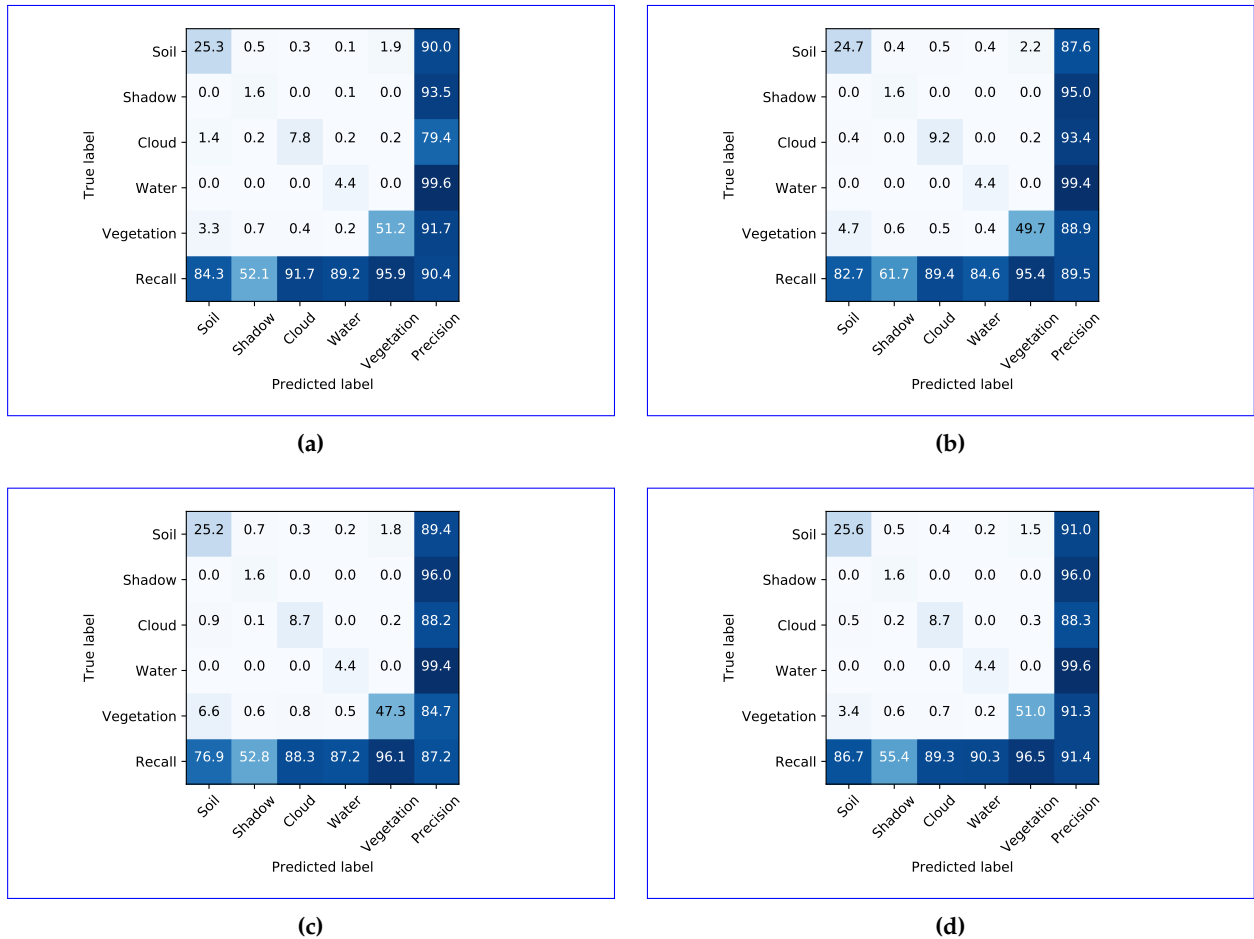 Soil 25.3 0.5 0.3 0.1 1.9 90.0
Shadow 0.0 1.6 0.0 0.1 0.0 93.5
Cloud 1.4 0.2 7.8 0.2 0.2 79.4
Water 0.0 0.0 0.0 4.4 0.0 99.6
Vegetation 3.3 0.7 0.4 0.2 51.2 91.7
Recall 84.3 52.1 91.7 89.2 95.9 90.4
True label
Soil Shadow Cloud Water Vegetation Precision
Predicted label
(a)
Soil 24.7 0.4 0.5 0.4 2.2 87.6
Shadow 0.0 1.6 0.0 0.0 0.0 95.0
Cloud 0.4 0.0 9.2 0.0 0.2 93.4
Water 0.0 0.0 0.0 4.4 0.0 99.4
Vegetation 4.7 0.6 0.5 0.4 49.7 88.9
Recall 82.7 61.7 89.4 84.6 95.4 89.5
True label
Soil Shadow Cloud Water Vegetation Precision
Predicted label
(b)
Soil 25.2 0.7 0.3 0.2 1.8 89.4
Shadow 0.0 1.6 0.0 0.0 0.0 96.0
Cloud 0.9 0.1 8.7 0.0 0.2 88.2
Water 0.0 0.0 0.0 4.4 0.0 99.4
Vegetation 6.6 0.6 0.8 0.5 47.3 84.7
Recall 76.9 52.8 88.3 87.2 96.1 87.2
True label
Soil Shadow Cloud Water Vegetation Precision
Predicted label
(c)
Soil 25.6 0.5 0.4 0.2 1.5 91.0
Shadow 0.0 1.6 0.0 0.0 0.0 96.0
Cloud 0.5 0.2 8.7 0.0 0.3 88.3
Water 0.0 0.0 0.0 4.4 0.0 99.6
Vegetation 3.4 0.6 0.7 0.2 51.0 91.3
Recall 86.7 55.4 89.3 90.3 96.5 91.4
True label
Soil Shadow Cloud Water Vegetation Precision
Predicted label
(d)